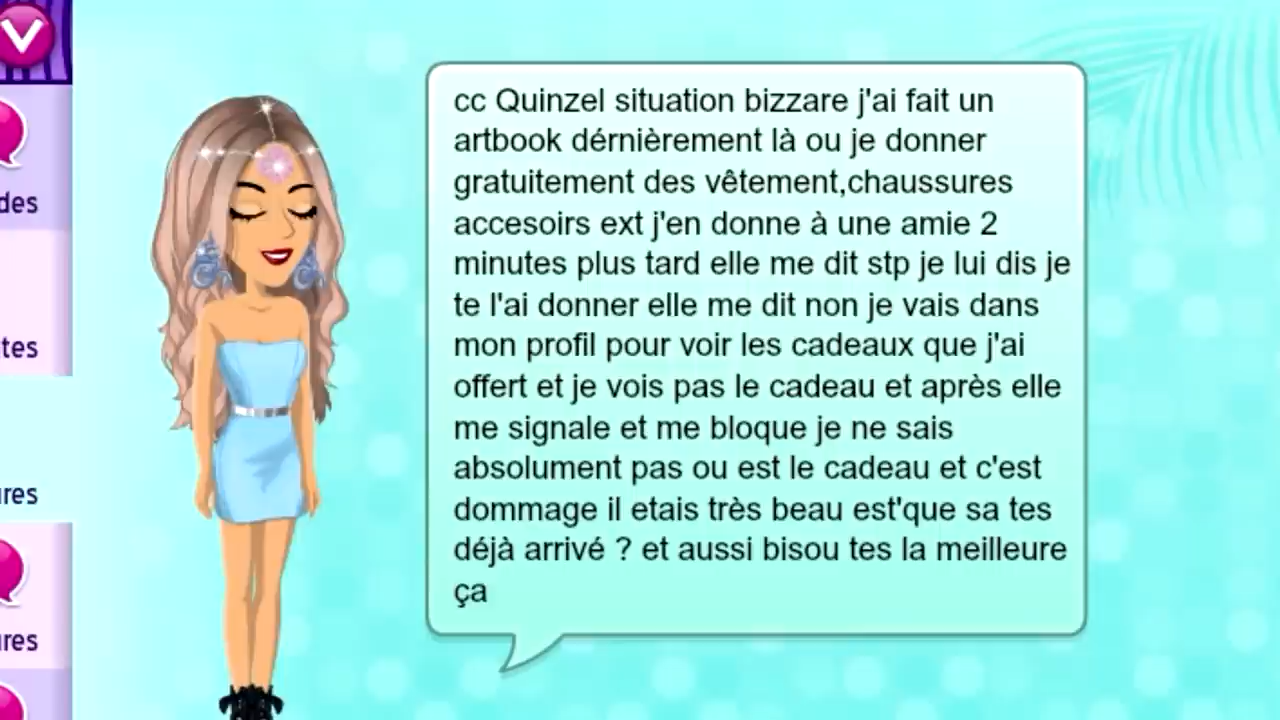 des
tes
ures
ures
cc Quinzel situation bizzare j'ai fait un
artbook dérnièrement là ou je donner
gratuitement des vêtement,chaussures
accesoirs ext j'en donne à une amie 2
minutes plus tard elle me dit stp je lui dis je
te l'ai donner elle me dit non je vais dans
mon profil pour voir les cadeaux que j'ai
offert et je vois pas le cadeau et après elle
me signale et me bloque je ne sais
absolument pas ou est le cadeau et c'est
dommage il etais très beau est'que sa tes
déjà arrivé ? et aussi bisou tes la meilleure
ça